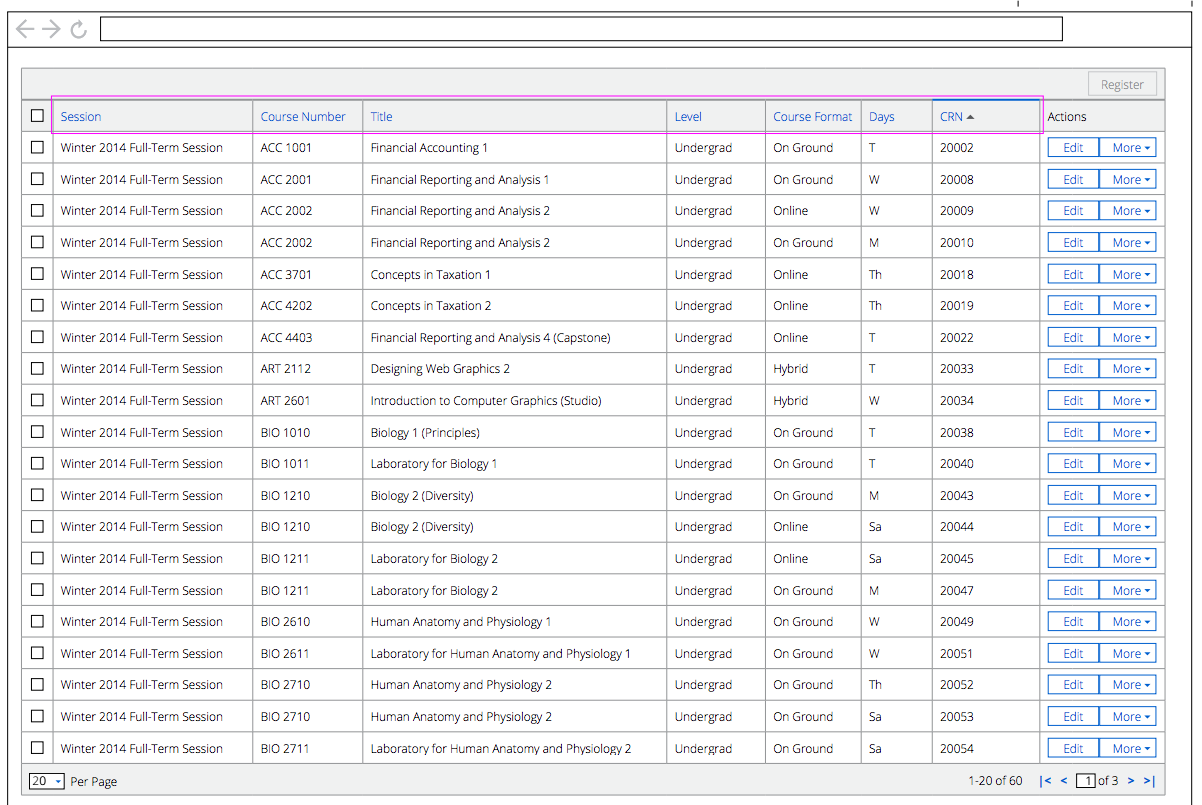 Register
Session Course Number Title Level Course Format Days CRN Actions
Winter 2014 Full-Term Session ACC 1001 Financial Accounting 1 Undergrad On Ground T 20002 Edit More
Winter 2014 Full-Term Session ACC 2001 Financial Reporting and Analysis 1 Undergrad On Ground W 20008 Edit More
Winter 2014 Full-Term Session ACC 2002 Financial Reporting and Analysis 2 Undergrad Online W 20009 Edit More
Winter 2014 Full-Term Session ACC 2002 Financial Reporting and Analysis 2 Undergrad On Ground M 20010 Edit More
Winter 2014 Full-Term Session ACC 3701 Concepts in Taxation 1 Undergrad Online Th 20018 Edit More
Winter 2014 Full-Term Session ACC 4202 Concepts in Taxation 2 Undergrad Online Th 20019 Edit More
Winter 2014 Full-Term Session ACC 4403 Financial Reporting and Analysis 4 (Capstone) Undergrad Online T 20022 Edit More
Winter 2014 Full-Term Session ART 2112 Designing Web Graphics 2 Undergrad Hybrid T 20033 Edit More
Winter 2014 Full-Term Session ART 2601 Introduction to Computer Graphics (Studio) Undergrad Hybrid W 20034 Edit More
Winter 2014 Full-Term Session BIO 1010 Biology 1 (Principles) Undergrad On Ground T 20038 Edit More
Winter 2014 Full-Term Session BIO 1011 Laboratory for Biology 1 Undergrad On Ground T 20040 Edit More
Winter 2014 Full-Term Session BIO 1210 Biology 2 (Diversity) Undergrad On Ground M 20043 Edit More
Winter 2014 Full-Term Session BIO 1210 Biology 2 (Diversity) Undergrad Online Sa 20044 Edit More
Winter 2014 Full-Term Session BIO 1211 Laboratory for Biology 2 Undergrad Online Sa 20045 Edit More
Winter 2014 Full-Term Session BIO 1211 Laboratory for Biology 2 Undergrad On Ground M 20047 Edit More
Winter 2014 Full-Term Session BIO 2610 Human Anatomy and Physiology 1 Undergrad On Ground W 20049 Edit More
Winter 2014 Full-Term Session BIO 2611 Laboratory for Human Anatomy and Physiology 1 Undergrad On Ground W 20051 Edit More
Winter 2014 Full-Term Session BIO 2710 Human Anatomy and Physiology 2 Undergrad On Ground Th 20052 Edit More
Winter 2014 Full-Term Session BIO 2710 Human Anatomy and Physiology 2 Undergrad On Ground Sa 20053 Edit More
Winter 2014 Full-Term Session BIO 2711 Laboratory for Human Anatomy and Physiology 2 Undergrad On Ground Sa 20054 Edit More
20 Per Page 1-20 of 60 |< < 1 of 3 > >|